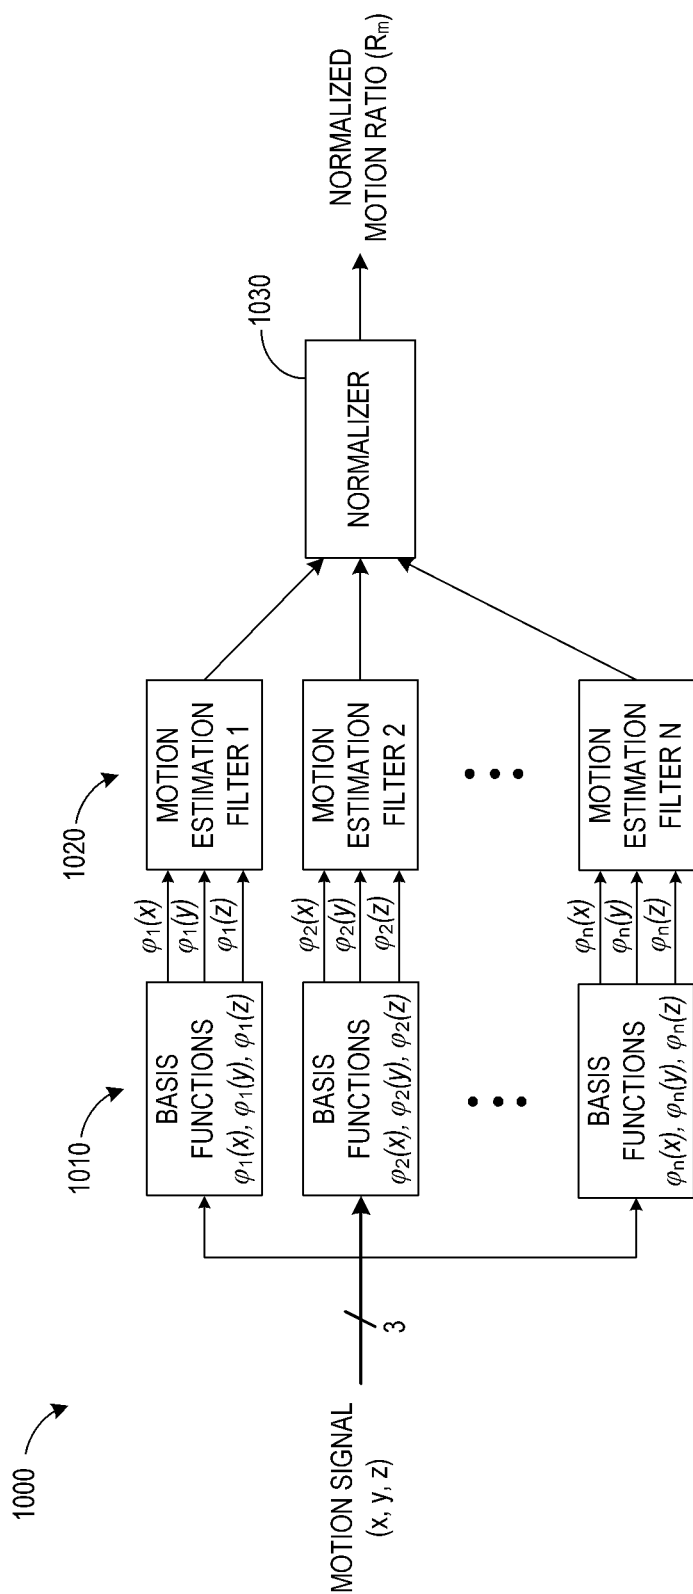 1000
MOTION SIGNAL
(x, y, z)
3
1010
BASIS
FUNCTIONS
φ1(x), φ1(y), φ1(z)
BASIS
FUNCTIONS
φ2(x), φ2(y), φ2(z)
BASIS
FUNCTIONS
φn(x), φn(y), φn(z)
φ1(x)
φ1(y)
φ1(z)
φ2(x)
φ2(y)
φ2(z)
φn(x)
φn(y)
φn(z)
1020
MOTION
ESTIMATION
FILTER 1
MOTION
ESTIMATION
FILTER 2
MOTION
ESTIMATION
FILTER N
1030
NORMALIZER
NORMALIZED
MOTION RATIO (Rm)